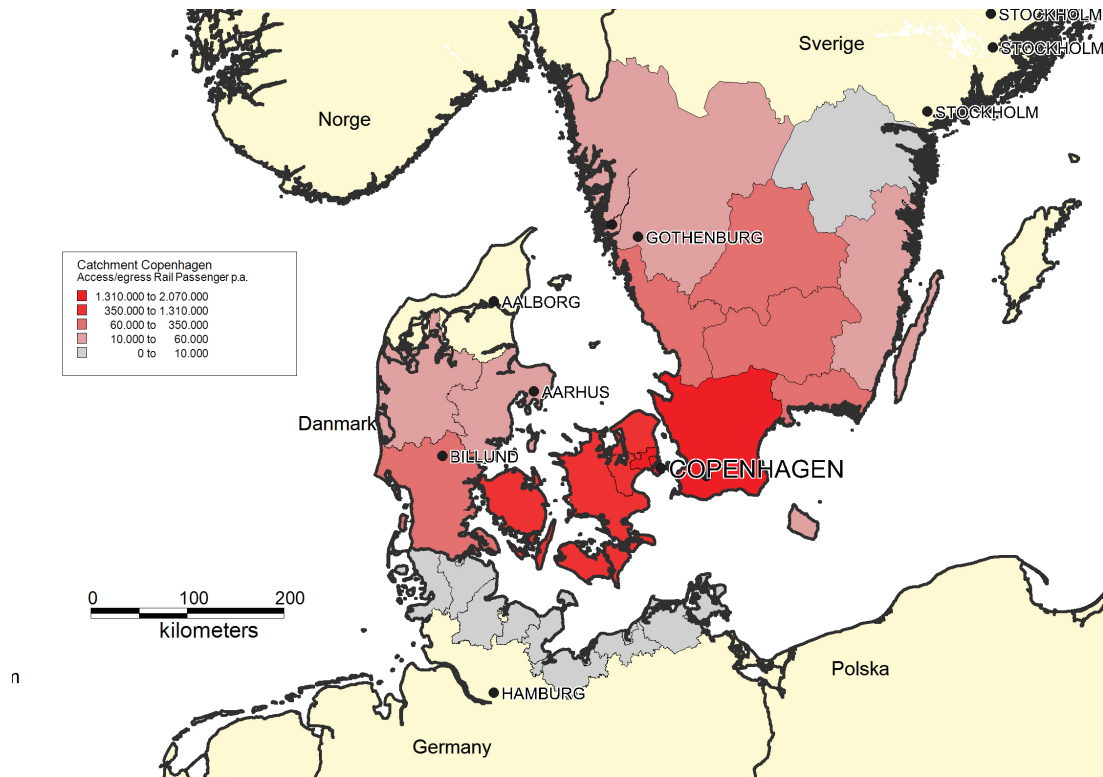 STOCKHOLM
Sverige
STOCKHOLM
Norge
STOCKHOLM
GOTHENBURG
Catchment Copenhagen
Access/egress Rail Passenger p.a.
1.310.000 to 2.070.000
350.000 to 1.310.000
60.000 to 350.000
10.000 to 60.000
0 to 10.000
AALBORG
AARHUS
Danmark
BILLUND
COPENHAGEN
0 100 200
kilometers
Polska
n
HAMBURG
Germany